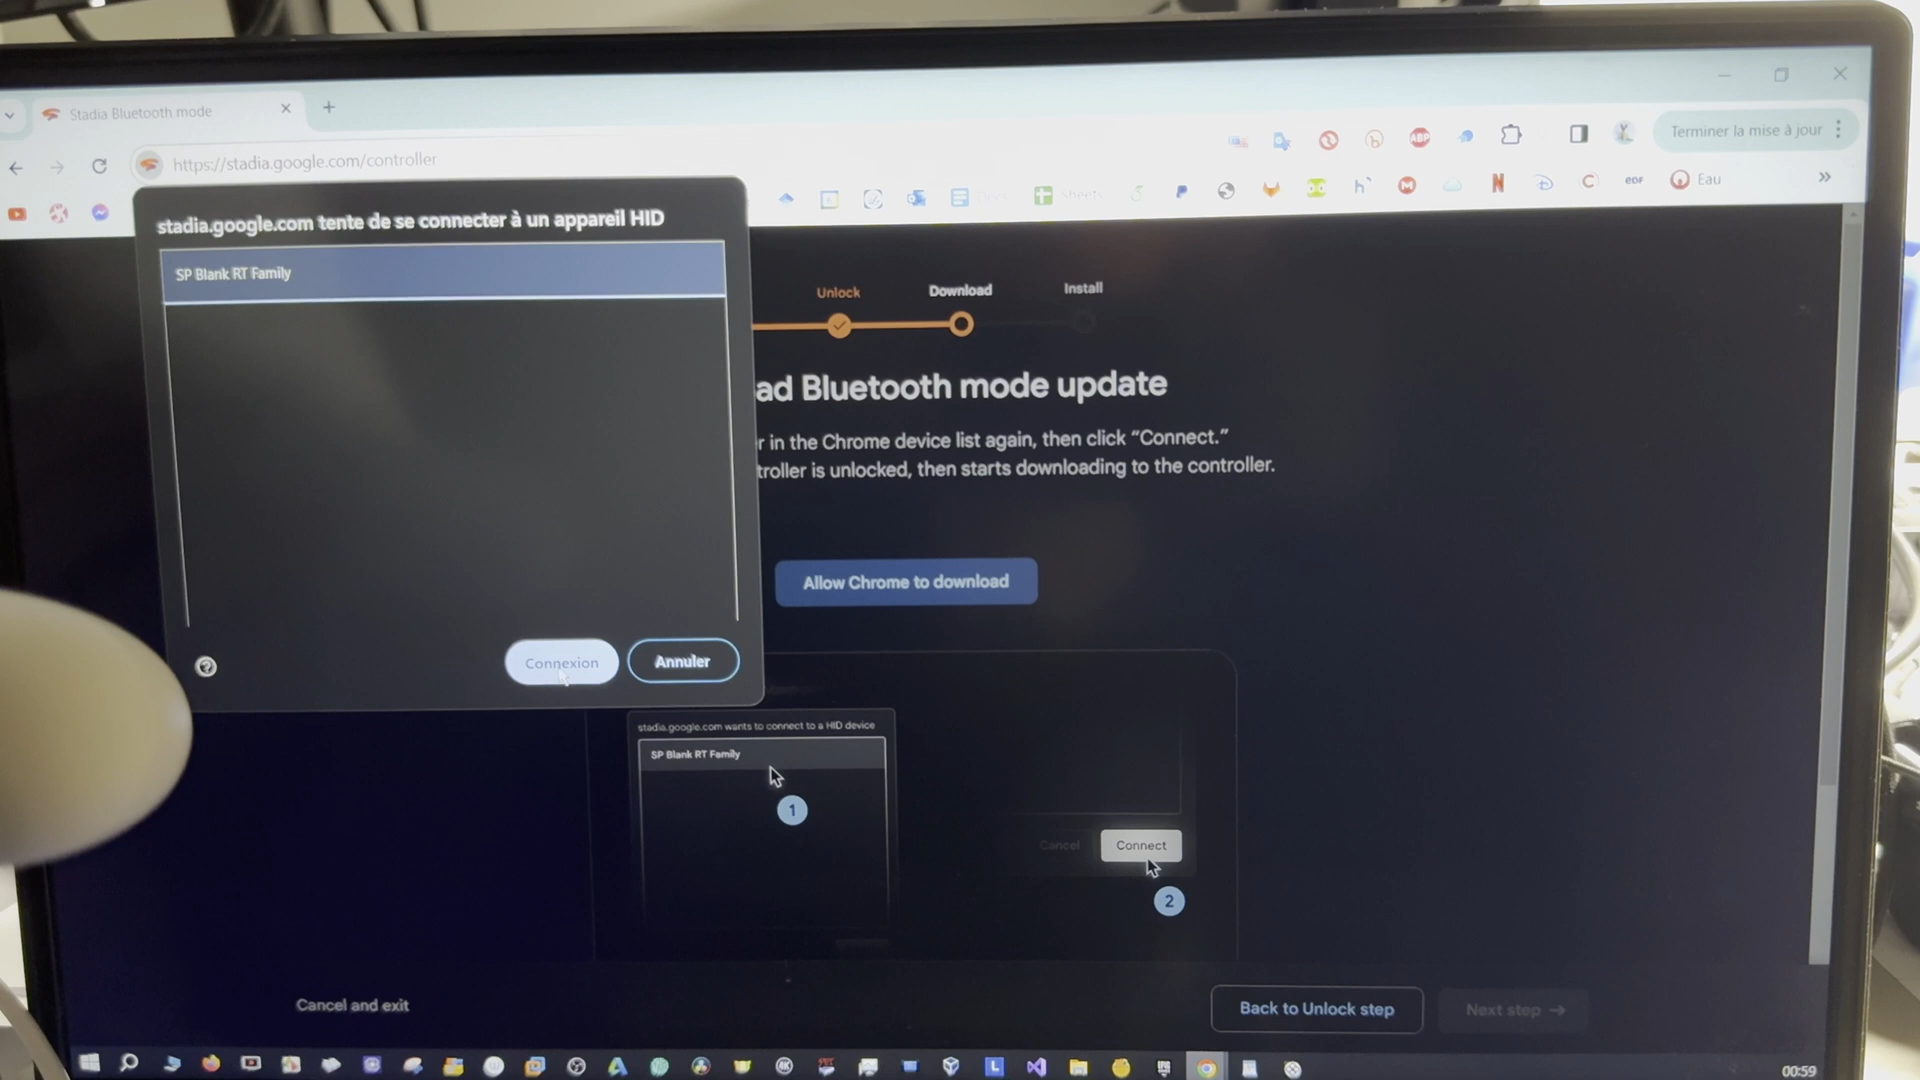 Stadia Bluetooth mode
https://stadia.google.com/controller
ABP
Terminer la mise à jour
Sheets
EDF
Eau
stadia.google.com tente de se connecter à un appareil HID
SP Blank RT Family
Connexion
Annuler
Unlock
Download
Install
ad Bluetooth mode update
r in the Chrome device list again, then click “Connect.”
troller is unlocked, then starts downloading to the controller.
Allow Chrome to download
stadia.google.com wants to connect to a HID device
SP Blank RT Family
1
Cancel
Connect
2
Cancel and exit
Back to Unlock step
Next step →
00:59